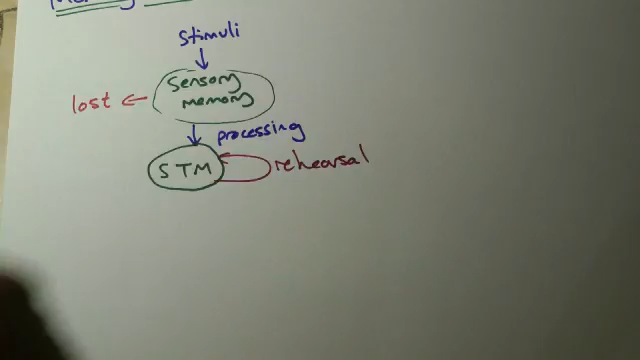 stimuli
sensory
memory
lost
processing
STM
rehearsal